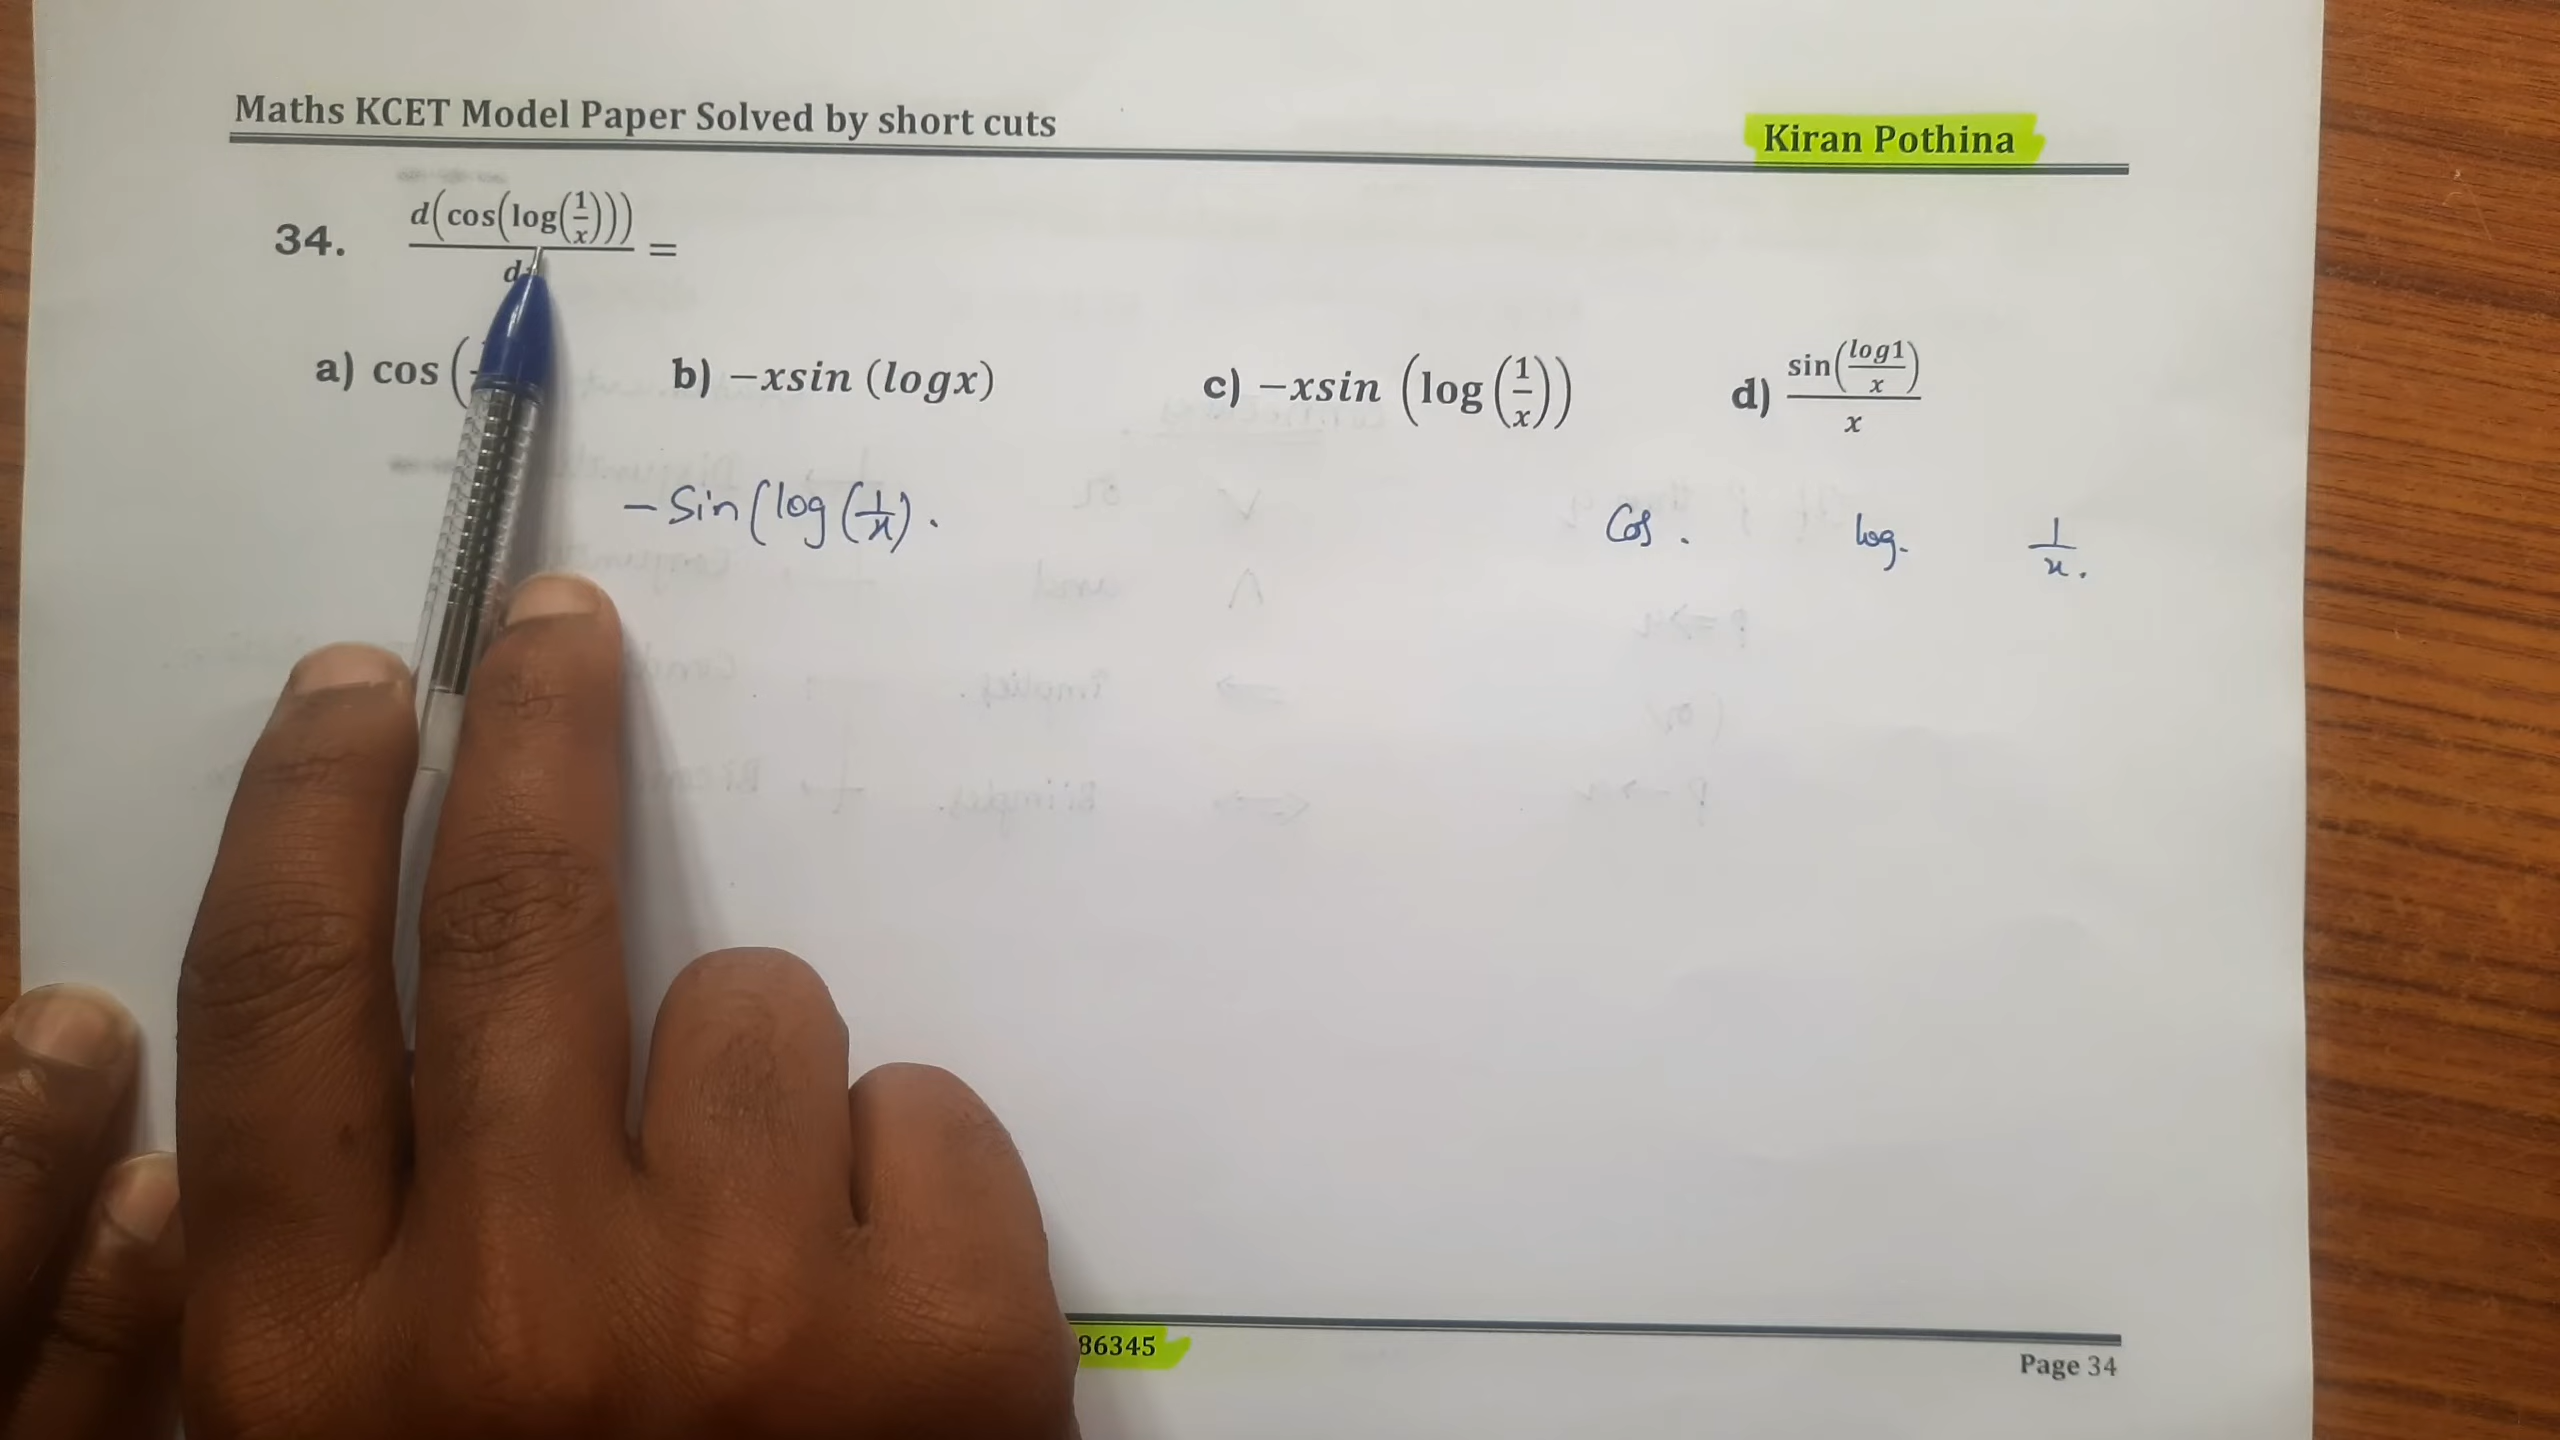 Maths KCET Model Paper Solved by short cuts
Kiran Pothina
34. d(cos(log(1/x))) / d =
a) cos ( b) −xsin (logx) c) −xsin (log(1/x)) d) sin(log1/x)/x
− Sin (log (1/x) .
Cos . log. 1/x.
86345
Page 34